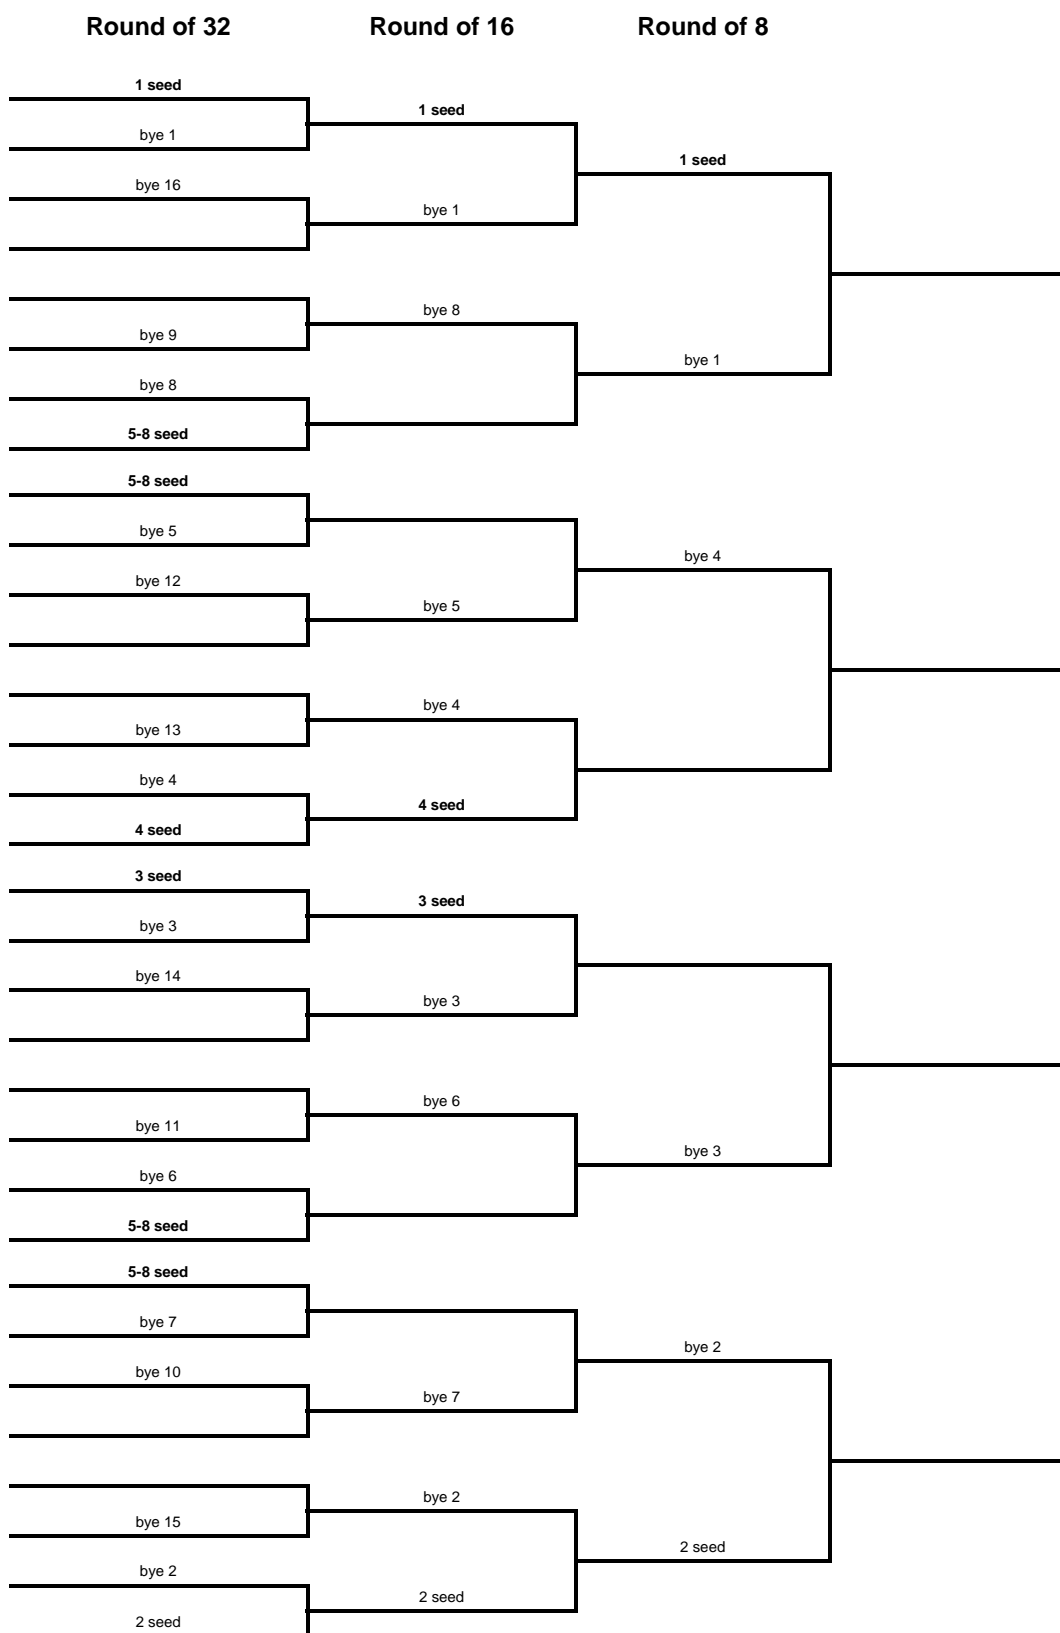 Round of 32 Round of 16 Round of 8
1 seed
1 seed
bye 1
1 seed
bye 16
bye 1
bye 8
bye 9
bye 1
bye 8
5-8 seed
5-8 seed
bye 5
bye 4
bye 12
bye 5
bye 4
bye 13
bye 4
4 seed
4 seed
3 seed
3 seed
bye 3
bye 14
bye 3
bye 6
bye 11
bye 3
bye 6
5-8 seed
5-8 seed
bye 7
bye 2
bye 10
bye 7
bye 2
bye 15
2 seed
bye 2
2 seed
2 seed